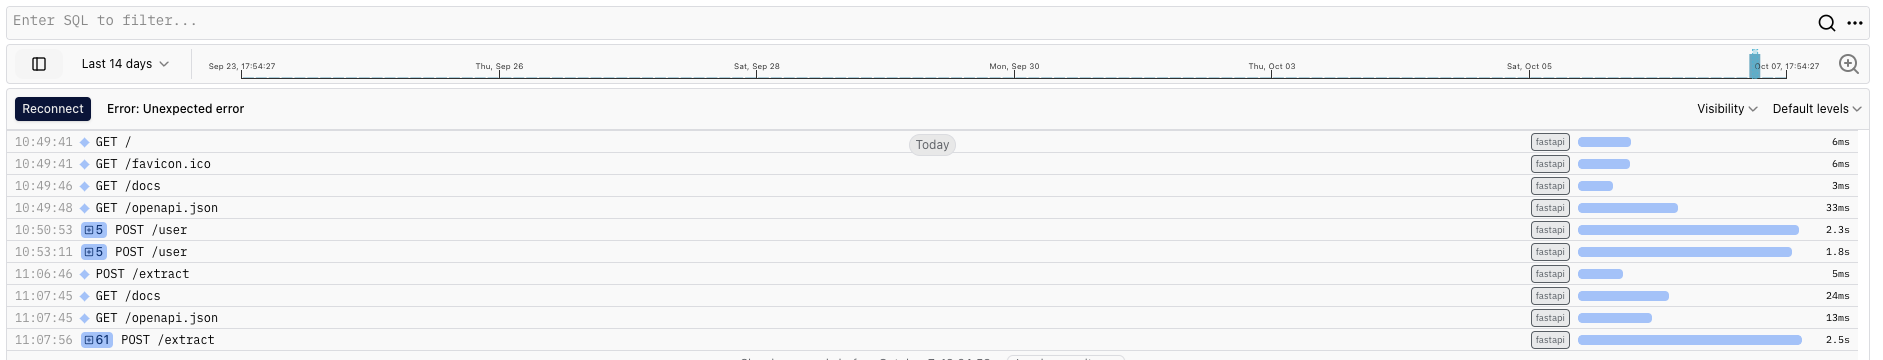 Enter SQL to filter...
Last 14 days
Sep 23, 17:54:27 Thu, Sep 26 Sat, Sep 28 Mon, Sep 30 Thu, Oct 03 Sat, Oct 05 Oct 07, 17:54:27
Reconnect Error: Unexpected error Visibility Default levels
Today
10:49:41 GET / fastapi 6ms
10:49:41 GET /favicon.ico fastapi 6ms
10:49:46 GET /docs fastapi 3ms
10:49:48 GET /openapi.json fastapi 33ms
10:50:53 5 POST /user fastapi 2.3s
10:53:11 5 POST /user fastapi 1.8s
11:06:46 POST /extract fastapi 5ms
11:07:45 GET /docs fastapi 24ms
11:07:45 GET /openapi.json fastapi 13ms
11:07:56 61 POST /extract fastapi 2.5s